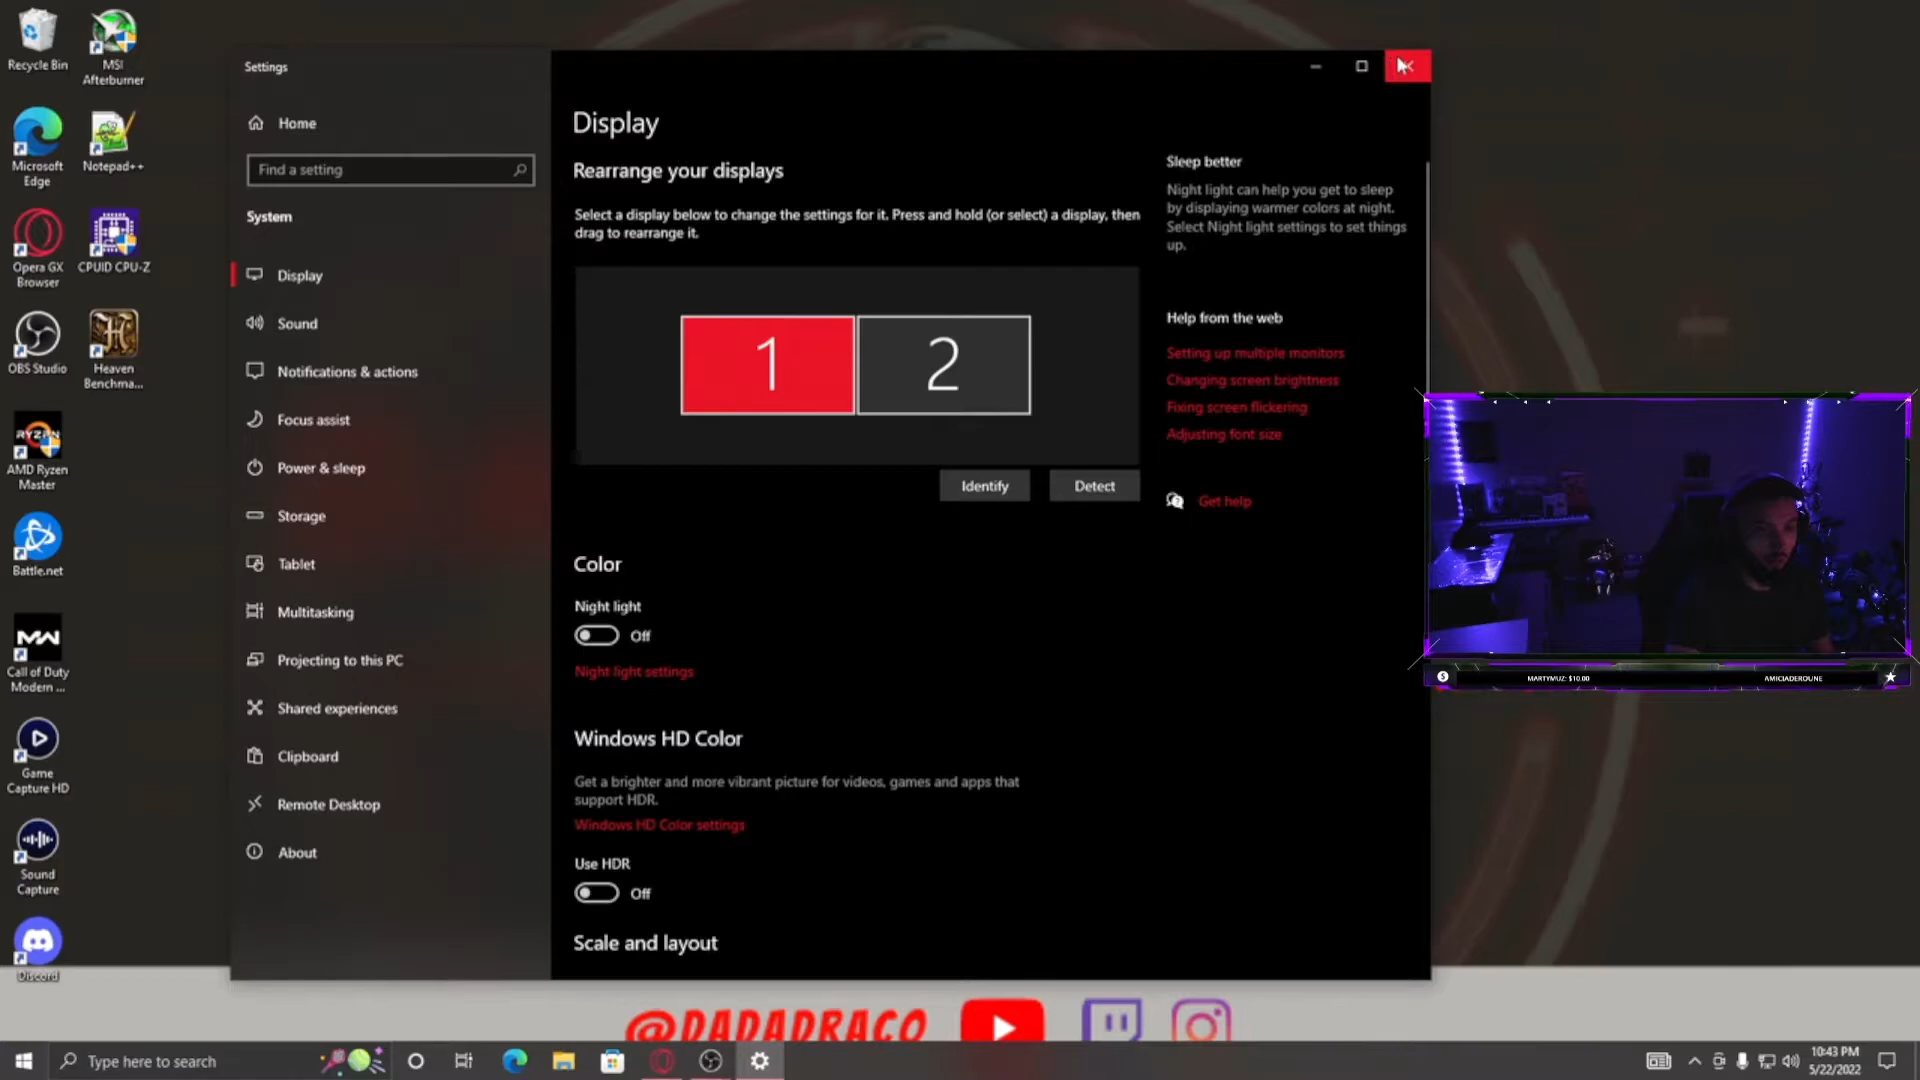 Recycle Bin
MSI
Afterburner
Microsoft
Edge
Notepad++
Opera GX
Browser
CPUID CPU-Z
OBS Studio
Heaven
Benchma...
RYZEN
AMD Ryzen
Master
Battle.net
MW
Call of Duty
Modern ...
Game
Capture HD
Sound
Capture
Discord
Settings
Home
Find a setting
System
Display
Sound
Notifications & actions
Focus assist
Power & sleep
Storage
Tablet
Multitasking
Projecting to this PC
Shared experiences
Clipboard
Remote Desktop
About
Display
Rearrange your displays
Select a display below to change the settings for it. Press and hold (or select) a display, then
drag to rearrange it.
1
2
Identify
Detect
Color
Night light
Off
Night light settings
Windows HD Color
Get a brighter and more vibrant picture for videos, games and apps that
support HDR.
Windows HD Color settings
Use HDR
Off
Scale and layout
Sleep better
Night light can help you get to sleep
by displaying warmer colors at night.
Select Night light settings to set things
up.
Help from the web
Setting up multiple monitors
Changing screen brightness
Fixing screen flickering
Adjusting font size
Get help
MARTYMUZ: $10.00
AMICIADEROUNE
@DADADRACO
Type here to search
10:43 PM
5/22/2022